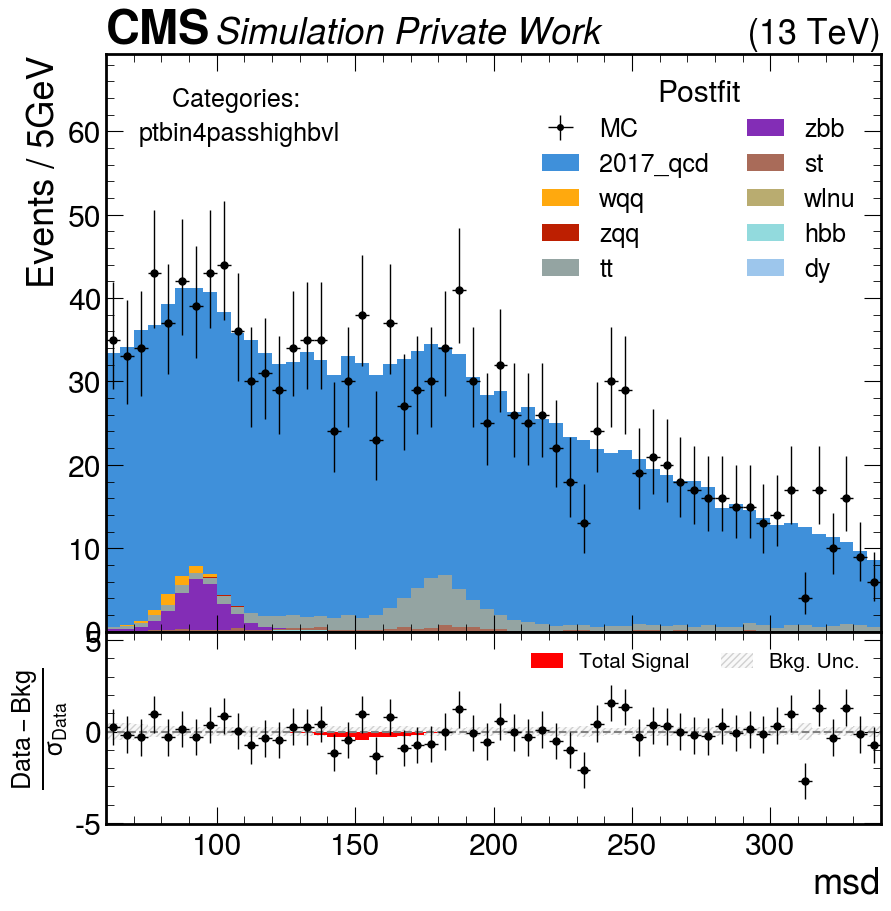 CMS Simulation Private Work (13 TeV)
Events / 5GeV
Categories:
ptbin4passhighbvl
Postfit
MC
2017_qcd
wqq
zqq
tt
zbb
st
wlnu
hbb
dy
60
50
40
30
20
10
0
Total Signal
Bkg. Unc.
Data − Bkg
σData
5
0
-5
100 150 200 250 300
msd